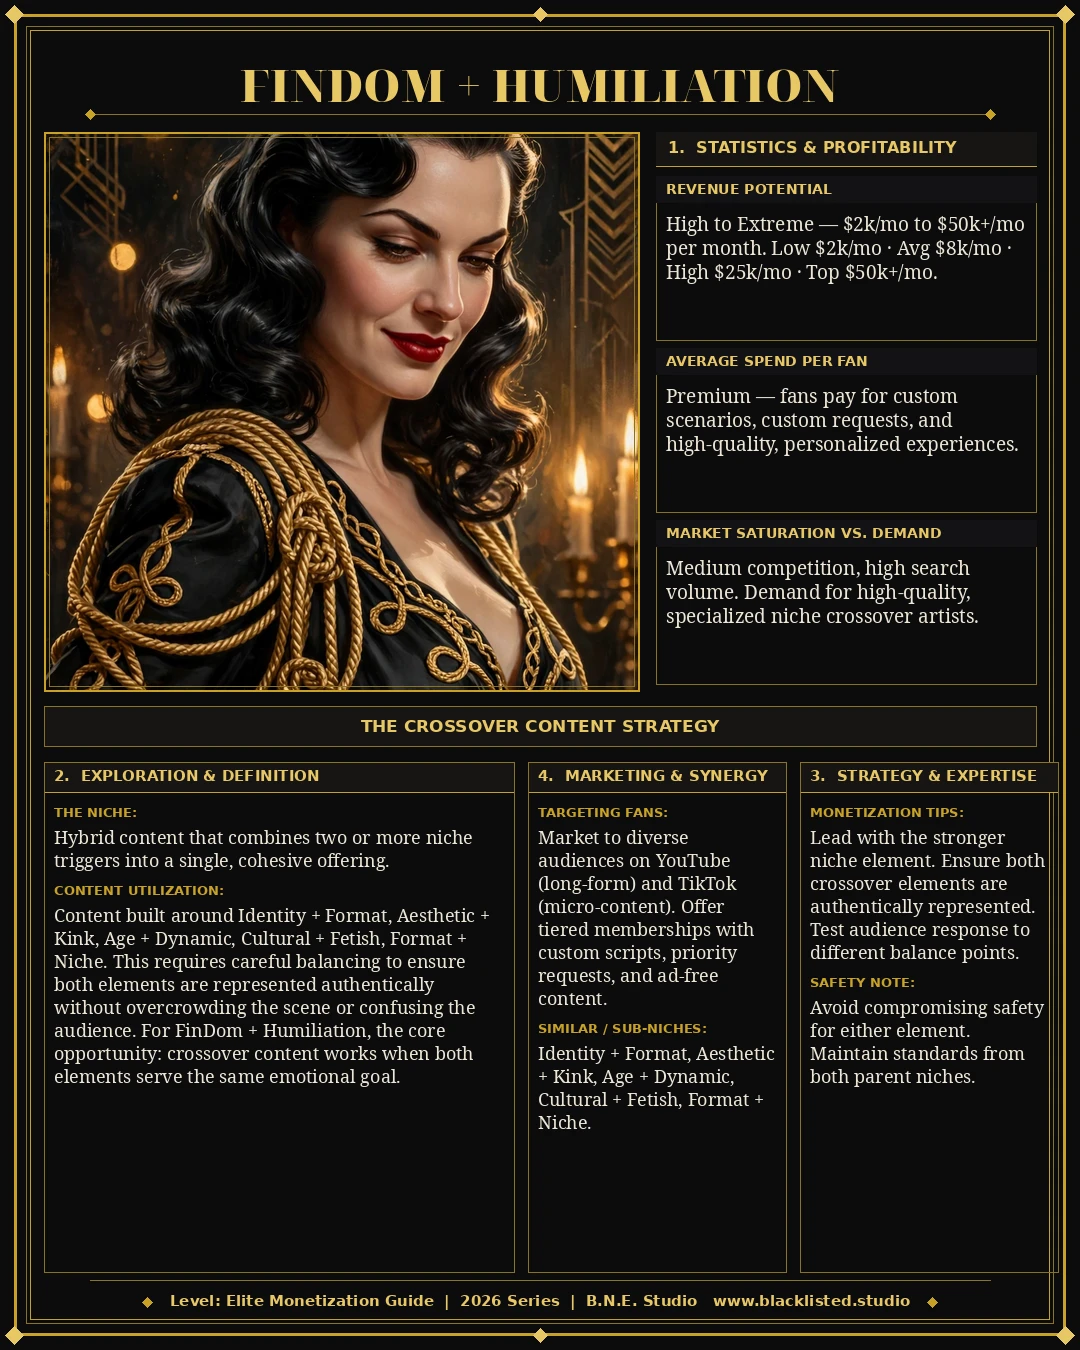 FINDOM + HUMILIATION
1. STATISTICS & PROFITABILITY
REVENUE POTENTIAL
High to Extreme — $2k/mo to $50k+/mo
per month. Low $2k/mo · Avg $8k/mo ·
High $25k/mo · Top $50k+/mo.
AVERAGE SPEND PER FAN
Premium — fans pay for custom
scenarios, custom requests, and
high-quality, personalized experiences.
MARKET SATURATION VS. DEMAND
Medium competition, high search
volume. Demand for high-quality,
specialized niche crossover artists.
THE CROSSOVER CONTENT STRATEGY
2. EXPLORATION & DEFINITION
THE NICHE:
Hybrid content that combines two or more niche
triggers into a single, cohesive offering.
CONTENT UTILIZATION:
Content built around Identity + Format, Aesthetic +
Kink, Age + Dynamic, Cultural + Fetish, Format +
Niche. This requires careful balancing to ensure
both elements are represented authentically
without overcrowding the scene or confusing the
audience. For FinDom + Humiliation, the core
opportunity: crossover content works when both
elements serve the same emotional goal.
4. MARKETING & SYNERGY
TARGETING FANS:
Market to diverse
audiences on YouTube
(long-form) and TikTok
(micro-content). Offer
tiered memberships with
custom scripts, priority
requests, and ad-free
content.
SIMILAR / SUB-NICHES:
Identity + Format, Aesthetic
+ Kink, Age + Dynamic,
Cultural + Fetish, Format +
Niche.
3. STRATEGY & EXPERTISE
MONETIZATION TIPS:
Lead with the stronger
niche element. Ensure both
crossover elements are
authentically represented.
Test audience response to
different balance points.
SAFETY NOTE:
Avoid compromising safety
for either element.
Maintain standards from
both parent niches.
Level: Elite Monetization Guide | 2026 Series | B.N.E. Studio www.blacklisted.studio